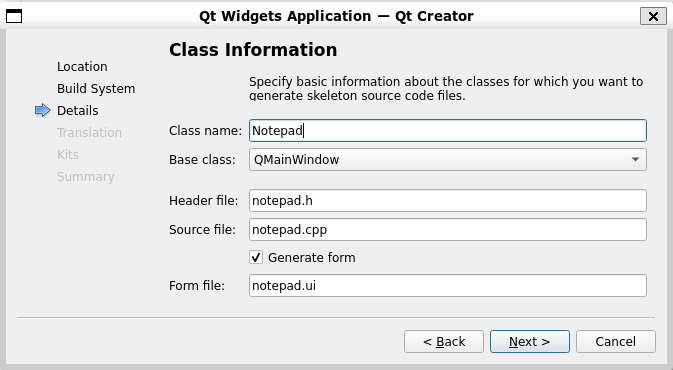 Qt Widgets Application — Qt Creator
Class Information
Location
Build System
Details
Translation
Kits
Summary
Specify basic information about the classes for which you want to
generate skeleton source code files.
Class name: Notepad
Base class: QMainWindow
Header file: notepad.h
Source file: notepad.cpp
Generate form
Form file: notepad.ui
< Back Next > Cancel